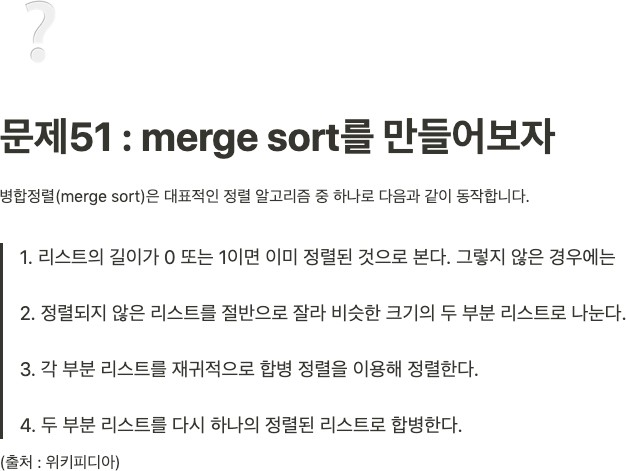 ❔
문제51 : merge sort를 만들어보자
병합정렬(merge sort)은 대표적인 정렬 알고리즘 중 하나로 다음과 같이 동작합니다.
1. 리스트의 길이가 0 또는 1이면 이미 정렬된 것으로 본다. 그렇지 않은 경우에는
2. 정렬되지 않은 리스트를 절반으로 잘라 비슷한 크기의 두 부분 리스트로 나눈다.
3. 각 부분 리스트를 재귀적으로 합병 정렬을 이용해 정렬한다.
4. 두 부분 리스트를 다시 하나의 정렬된 리스트로 합병한다.
(출처 : 위키피디아)